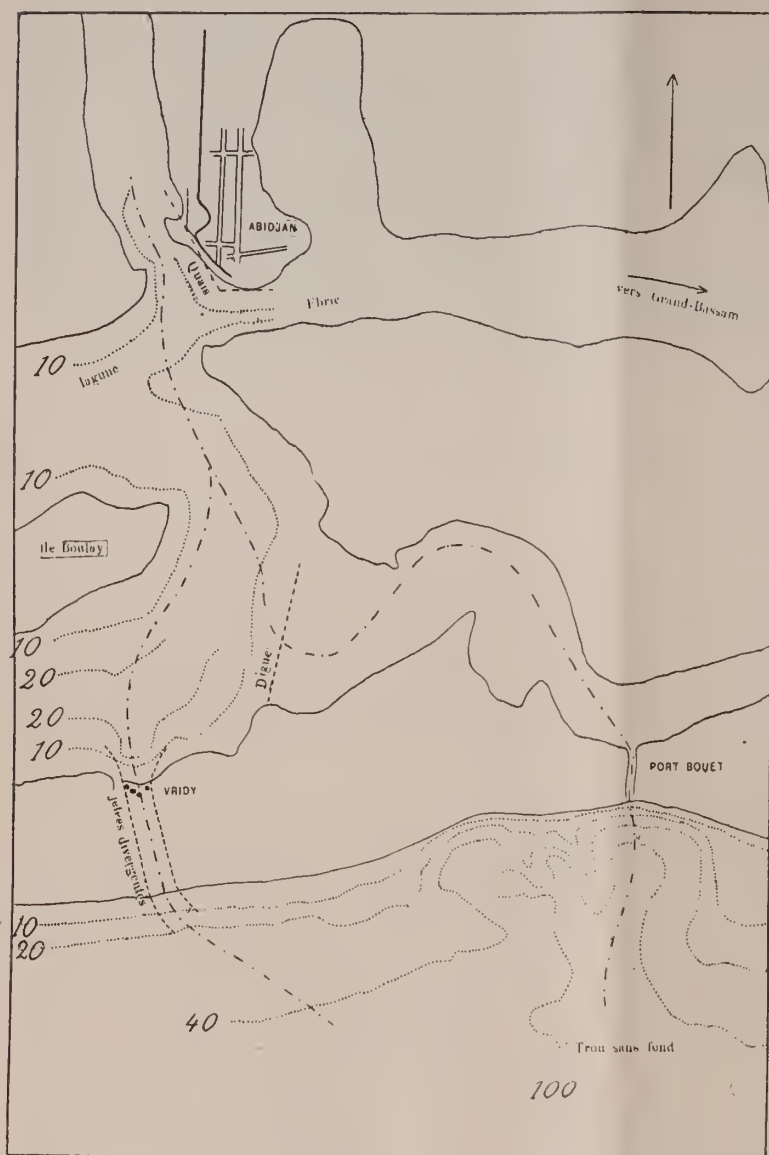 ABIDJAN
Quais
Ebrie
vers Grand-Bassam
10
lagune
10
Ile Boulay
10
20
Digue
20
10
PORT BOUET
VRIDY
Jetées divergentes
10
20
1
40
Trou sans fond
100